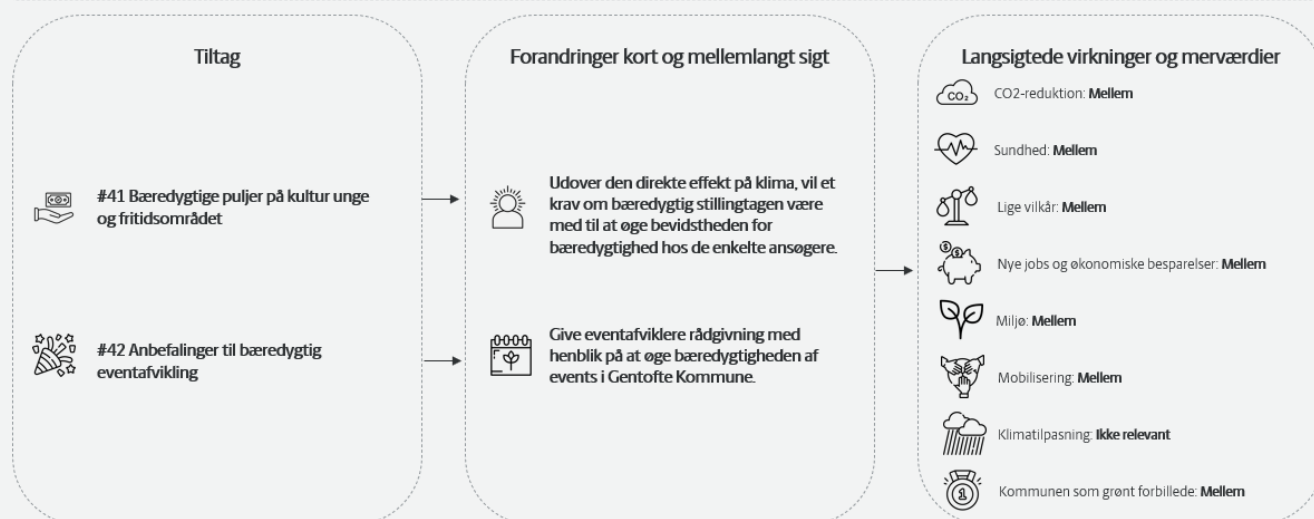 Tiltag
#41 Bæredygtige puljer på kultur unge
og fritidsområdet
#42 Anbefalinger til bæredygtig
eventafvikling
Forandringer kort og mellemlangt sigt
Udover den direkte effekt på klima, vil et
krav om bæredygtig stillingtagen være
med til at øge bevidstheden for
bæredygtighed hos de enkelte ansøgere.
Give eventafviklere rådgivning med
henblik på at øge bæredygtigheden af
events i Gentofte Kommune.
Langsigtede virkninger og merværdier
CO₂
CO2-reduktion: Mellem
Sundhed: Mellem
Lige vilkår: Mellem
Nye jobs og økonomiske besparelser: Mellem
Miljø: Mellem
Mobilisering: Mellem
Klimatilpasning: Ikke relevant
1
Kommunen som grønt forbillede: Mellem